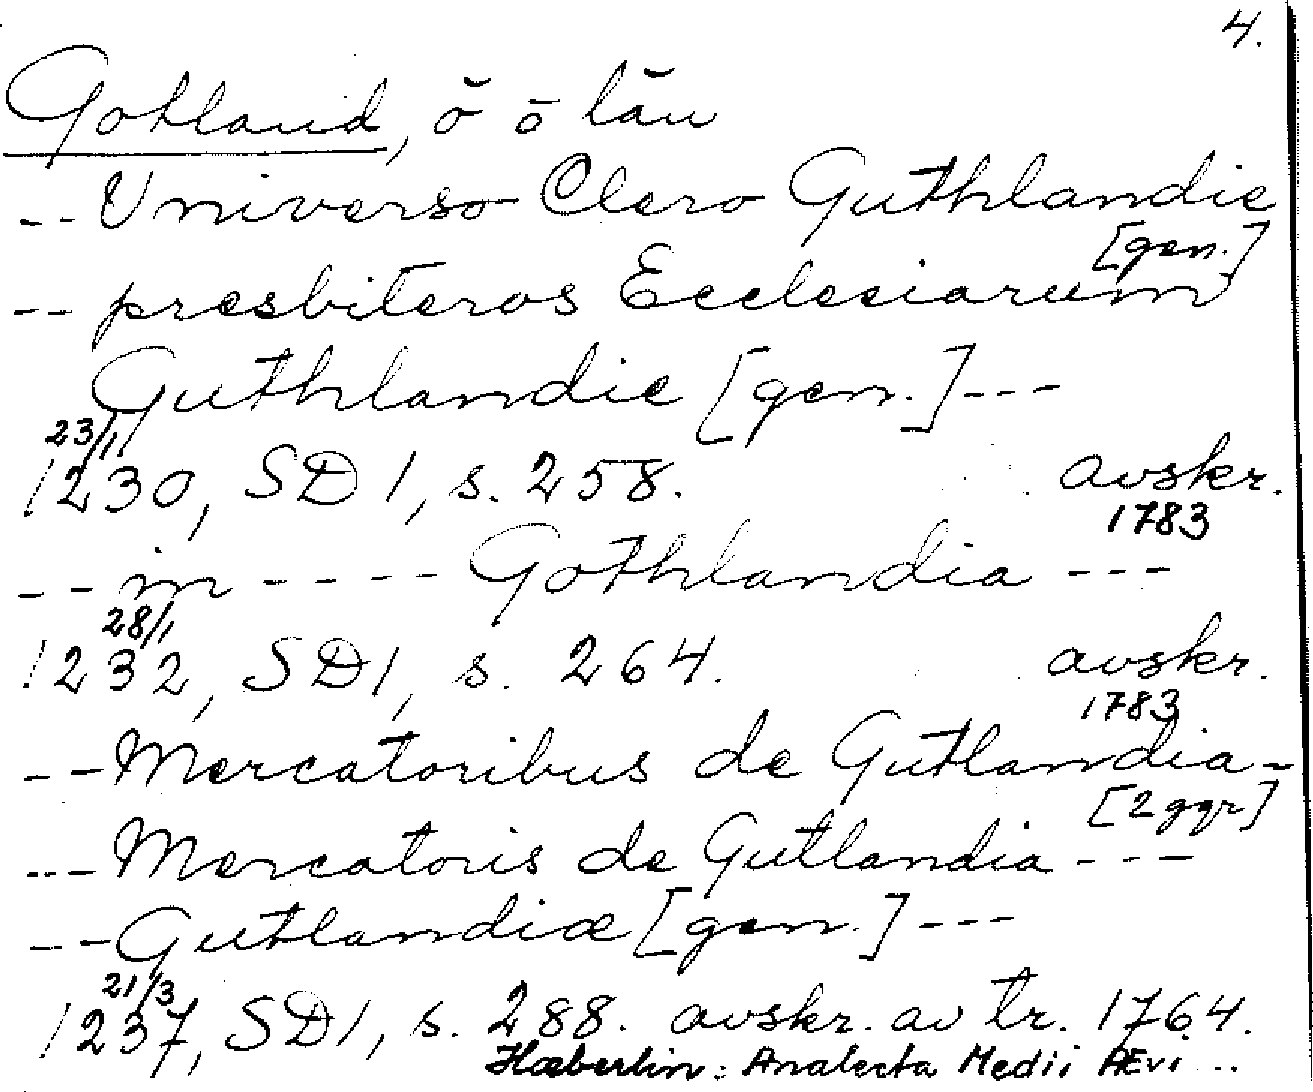 4.
Gotland, ö o län
-- Universo Clero Guthlandie
[gen.]
-- presbiteros Ecclesiarum
Guthlandie [gen.] ---
23/1
1230, SD 1, s. 258. avskr.
1783
-- in ---- Gothlandia ---
28/1
1232, SD 1, s. 264. avskr.
1783
-- Mercatoribus de Gutlandia -
[2 ggr]
--- Mercatoris de Gutlandia ---
-- Gutlandiæ [gen.] ---
21/3
1237, SD 1, s. 288. avskr. av tr. 1764.
Hæberlin: Analecta Medii Ævi ..